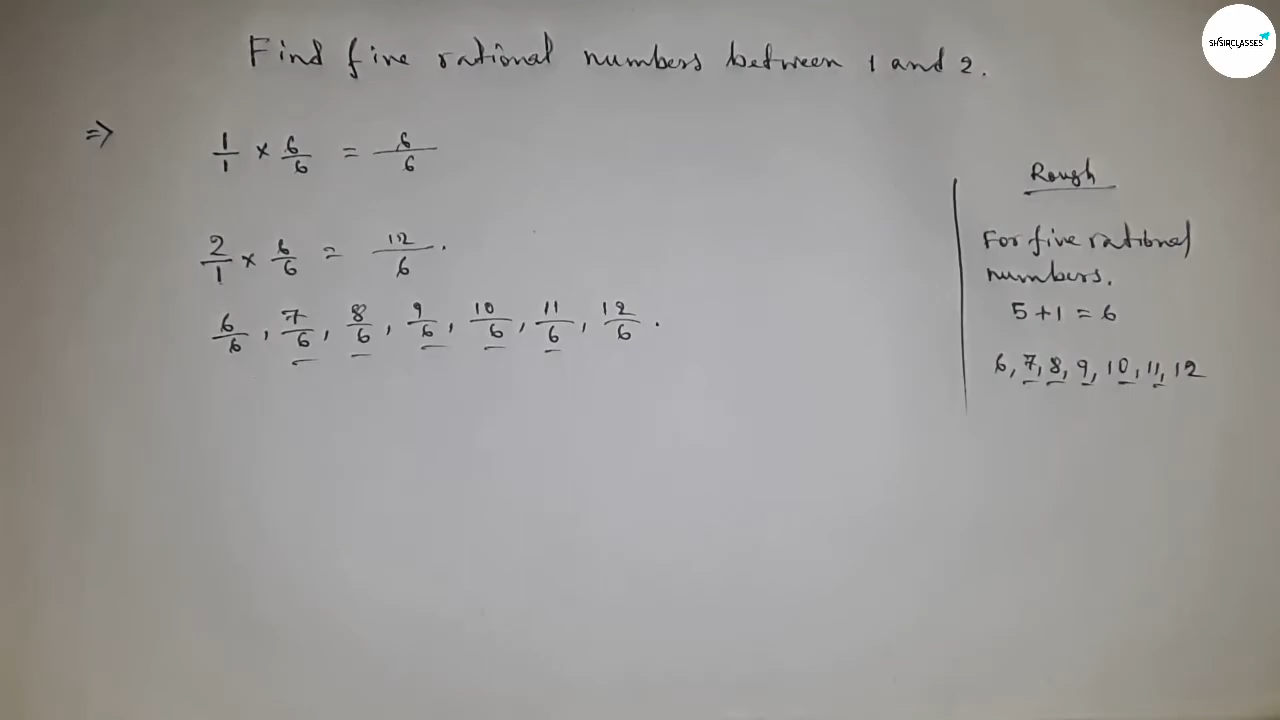 Find five rational numbers between 1 and 2.
SHSIRCLASSES
⇒ 1/1 × 6/6 = 6/6
2/1 × 6/6 = 12/6.
6/6, 7/6, 8/6, 9/6, 10/6, 11/6, 12/6.
Rough
For five rational
numbers.
5+1=6
6, 7, 8, 9, 10, 11, 12